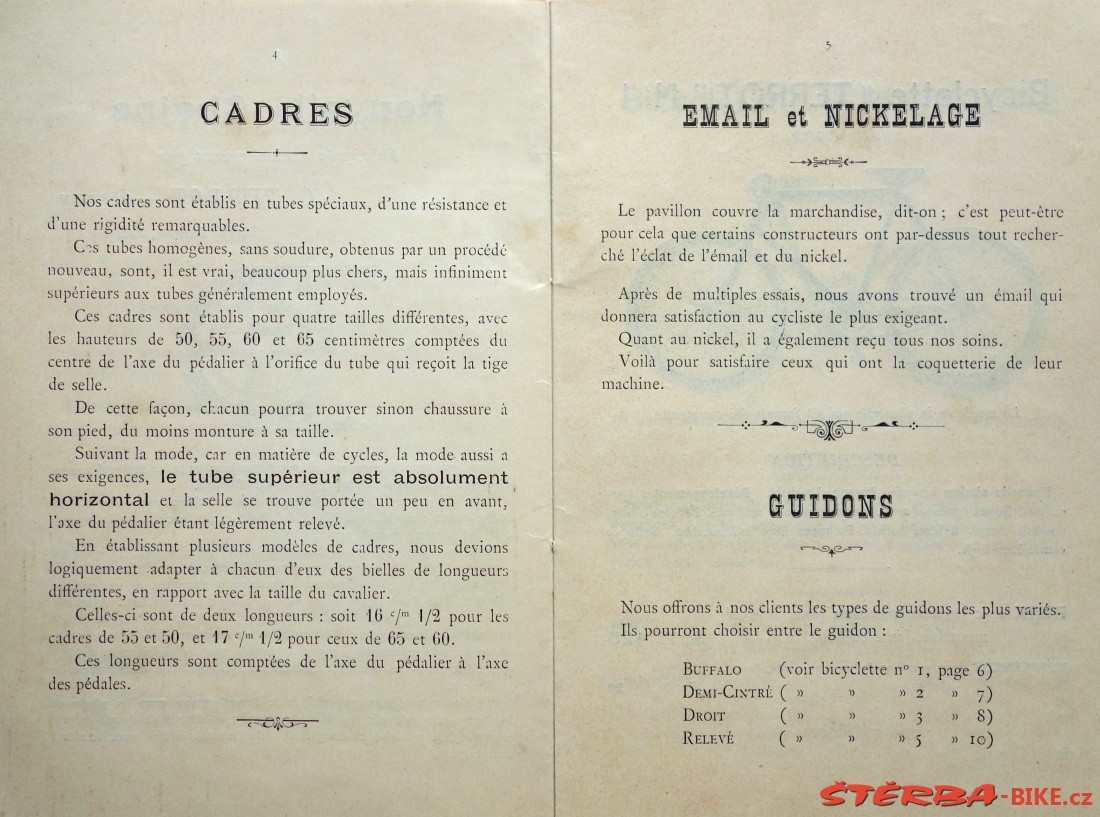 4
CADRES
Nos cadres sont établis en tubes spéciaux, d'une résistance et
d'une rigidité remarquables.
Ces tubes homogènes, sans soudure, obtenus par un procédé
nouveau, sont, il est vrai, beaucoup plus chers, mais infiniment
supérieurs aux tubes généralement employés.
Ces cadres sont établis pour quatre tailles différentes, avec
les hauteurs de 50, 55, 60 et 65 centimètres comptées du
centre de l'axe du pédalier à l'orifice du tube qui reçoit la tige
de selle.
De cette façon, chacun pourra trouver sinon chaussure à
son pied, du moins monture à sa taille.
Suivant la mode, car en matière de cycles, la mode aussi a
ses exigences, le tube supérieur est absolument
horizontal et la selle se trouve portée un peu en avant,
l'axe du pédalier étant légèrement relevé.
En établissant plusieurs modèles de cadres, nous devions
logiquement adapter à chacun d'eux des bielles de longueurs
différentes, en rapport avec la taille du cavalier.
Celles-ci sont de deux longueurs : soit 16 c/m 1/2 pour les
cadres de 55 et 50, et 17 c/m 1/2 pour ceux de 65 et 60.
Ces longueurs sont comptées de l'axe du pédalier à l'axe
des pédales.
5
EMAIL et NICKELAGE
Le pavillon couvre la marchandise, dit-on ; c'est peut-être
pour cela que certains constructeurs ont par-dessus tout recher-
ché l'éclat de l'émail et du nickel.
Après de multiples essais, nous avons trouvé un émail qui
donnera satisfaction au cycliste le plus exigeant.
Quant au nickel, il a également reçu tous nos soins.
Voilà pour satisfaire ceux qui ont la coquetterie de leur
machine.
GUIDONS
Nous offrons à nos clients les types de guidons les plus variés.
Ils pourront choisir entre le guidon :
BUFFALO (voir bicyclette n° 1, page 6)
DEMI-CINTRÉ ( » » » 2 » 7)
DROIT ( » » » 3 » 8)
RELEVÉ ( » » » 5 » 10)
ŠTĚRBA-BIKE.cz